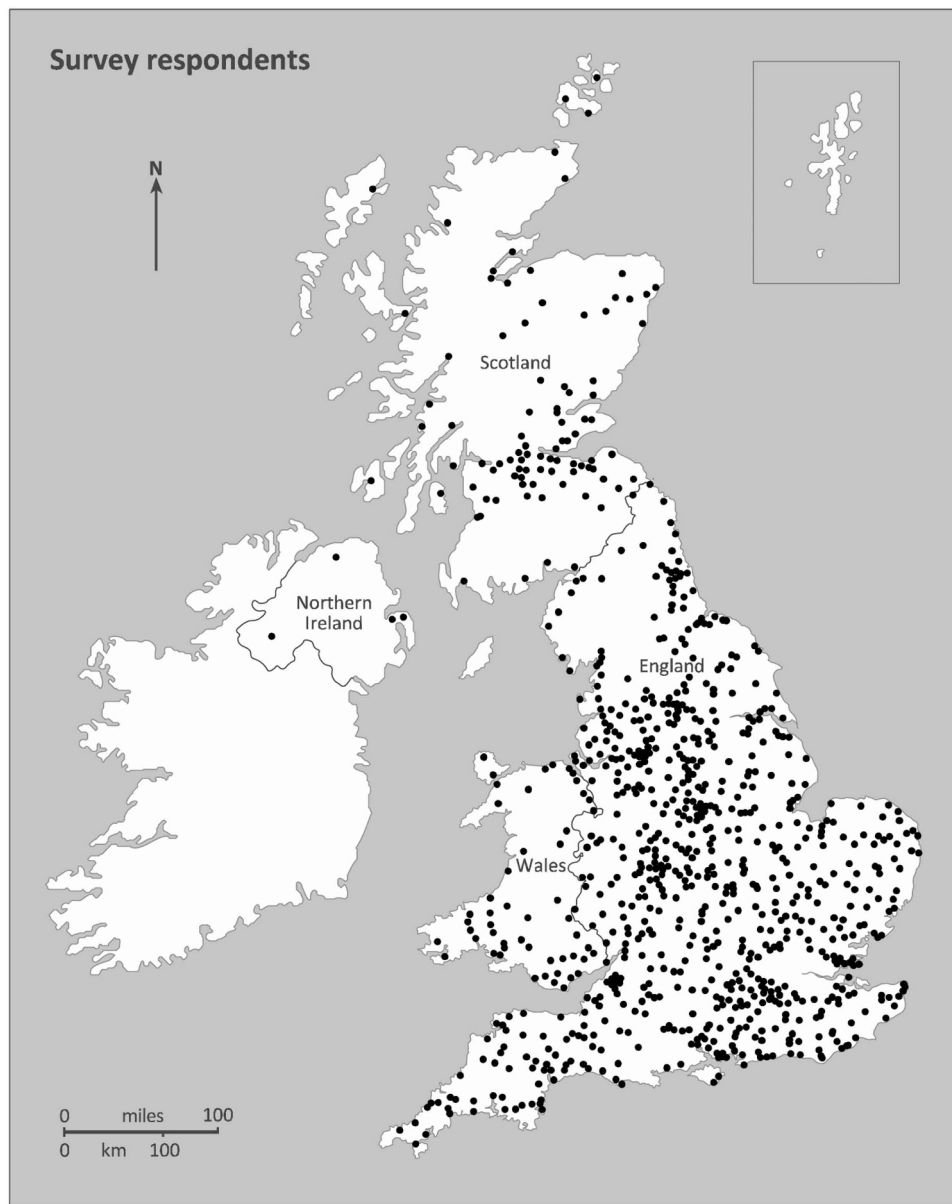 Survey respondents
N
Scotland
Northern
Ireland
England
Wales
0 miles 100
0 km 100